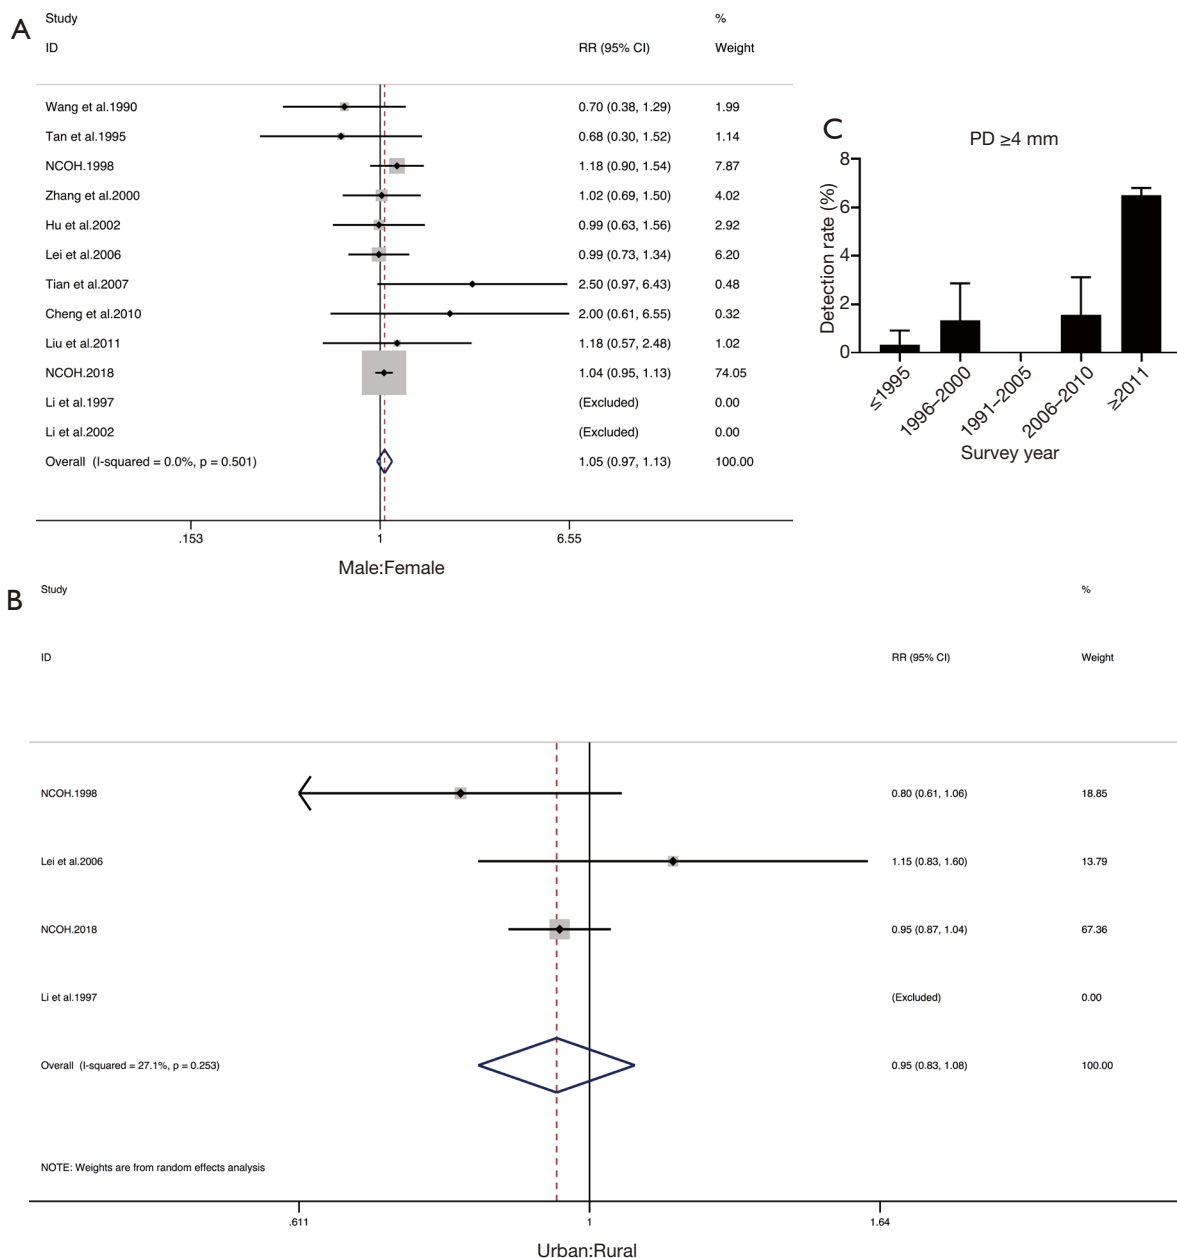 A
Study %
ID RR (95% CI) Weight
Wang et al.1990 0.70 (0.38, 1.29) 1.99
Tan et al.1995 0.68 (0.30, 1.52) 1.14
NCOH.1998 1.18 (0.90, 1.54) 7.87
Zhang et al.2000 1.02 (0.69, 1.50) 4.02
Hu et al.2002 0.99 (0.63, 1.56) 2.92
Lei et al.2006 0.99 (0.73, 1.34) 6.20
Tian et al.2007 2.50 (0.97, 6.43) 0.48
Cheng et al.2010 2.00 (0.61, 6.55) 0.32
Liu et al.2011 1.18 (0.57, 2.48) 1.02
NCOH.2018 1.04 (0.95, 1.13) 74.05
Li et al.1997 (Excluded) 0.00
Li et al.2002 (Excluded) 0.00
Overall (I-squared = 0.0%, p = 0.501) 1.05 (0.97, 1.13) 100.00
.153 1 6.55
Male:Female
C
PD ≥4 mm
Detection rate (%)
8
6
4
2
0
≤1995 1996–2000 1991–2005 2006–2010 ≥2011
Survey year
B
Study %
ID RR (95% CI) Weight
NCOH.1998 0.80 (0.61, 1.06) 18.85
Lei et al.2006 1.15 (0.83, 1.60) 13.79
NCOH.2018 0.95 (0.87, 1.04) 67.36
Li et al.1997 (Excluded) 0.00
Overall (I-squared = 27.1%, p = 0.253) 0.95 (0.83, 1.08) 100.00
NOTE: Weights are from random effects analysis
.611 1 1.64
Urban:Rural